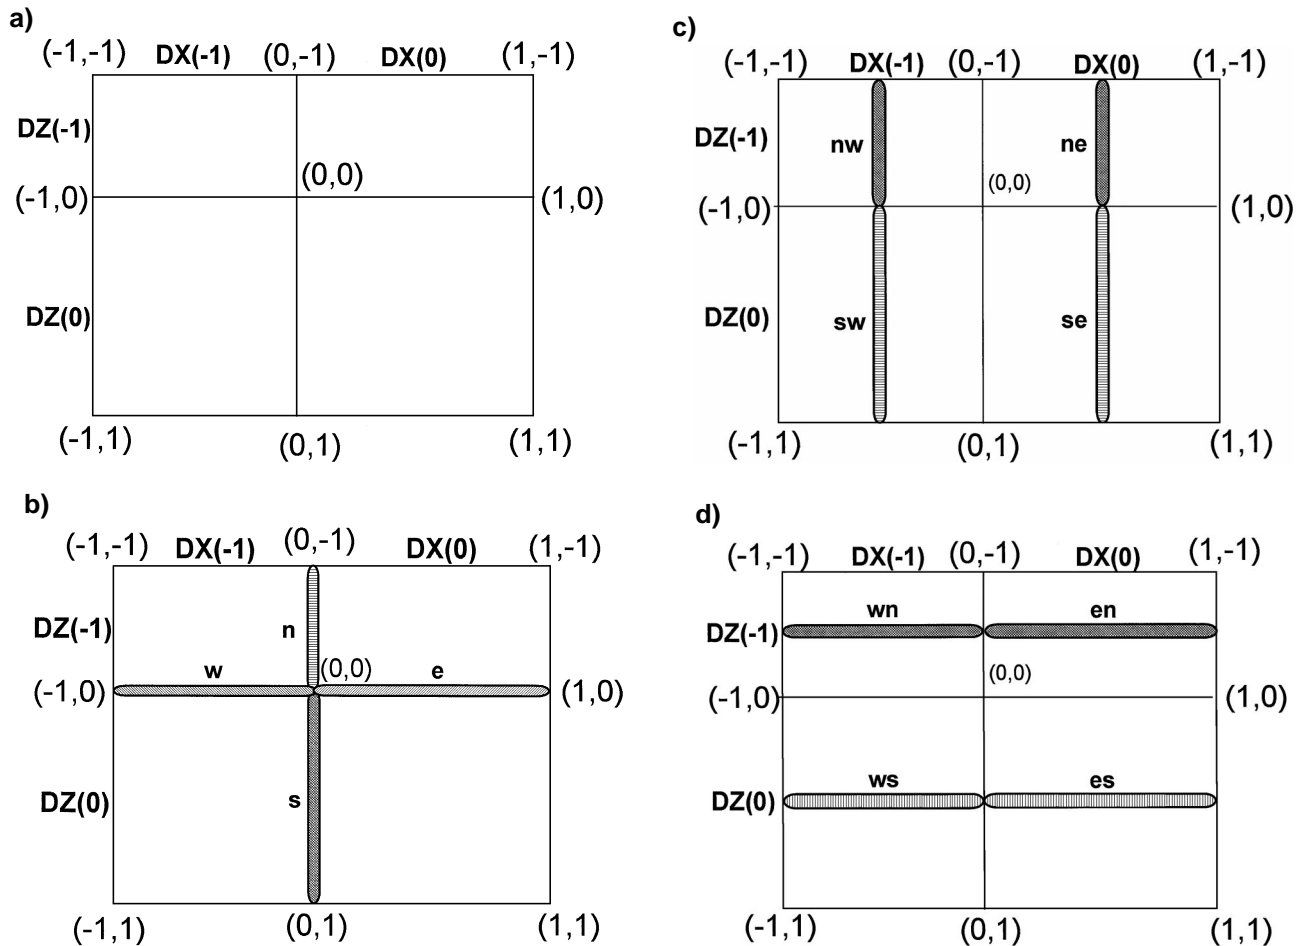 a)
(-1,-1) DX(-1) (0,-1) DX(0) (1,-1)
DZ(-1)
(0,0)
(-1,0) (1,0)
DZ(0)
(-1,1) (0,1) (1,1)
b)
(-1,-1) DX(-1) (0,-1) DX(0) (1,-1)
DZ(-1) n
w (0,0) e
(-1,0) (1,0)
DZ(0) s
(-1,1) (0,1) (1,1)
c)
(-1,-1) DX(-1) (0,-1) DX(0) (1,-1)
DZ(-1) nw ne
(0,0)
(-1,0) (1,0)
DZ(0) sw se
(-1,1) (0,1) (1,1)
d)
(-1,-1) DX(-1) (0,-1) DX(0) (1,-1)
wn en
DZ(-1)
(0,0)
(-1,0) (1,0)
ws es
DZ(0)
(-1,1) (0,1) (1,1)